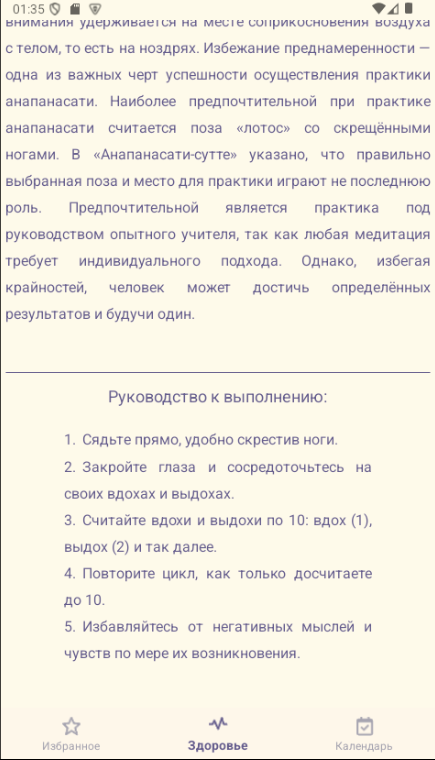 01:35
внимания удерживается на месте соприкосновения воздуха
с телом, то есть на ноздрях. Избежание преднамеренности —
одна из важных черт успешности осуществления практики
анапанасати. Наиболее предпочтительной при практике
анапанасати считается поза «лотос» со скрещёнными
ногами. В «Анапанасати-сутте» указано, что правильно
выбранная поза и место для практики играют не последнюю
роль. Предпочтительной является практика под
руководством опытного учителя, так как любая медитация
требует индивидуального подхода. Однако, избегая
крайностей, человек может достичь определённых
результатов и будучи один.
Руководство к выполнению:
1. Сядьте прямо, удобно скрестив ноги.
2. Закройте глаза и сосредоточьтесь на
своих вдохах и выдохах.
3. Считайте вдохи и выдохи по 10: вдох (1),
выдох (2) и так далее.
4. Повторите цикл, как только досчитаете
до 10.
5. Избавляйтесь от негативных мыслей и
чувств по мере их возникновения.
Избранное Здоровье Календарь